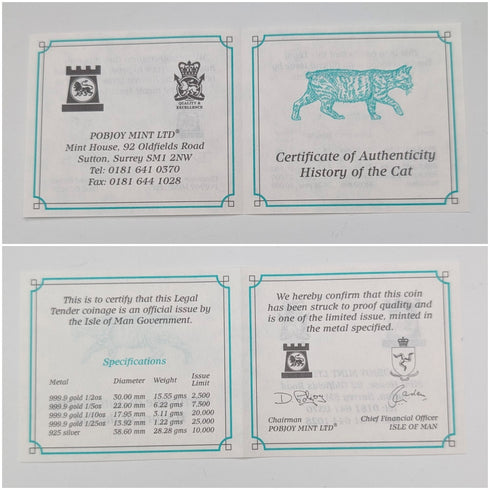 QUALITY &
EXCELLENCE
POBJOY MINT LTD®
Mint House, 92 Oldfields Road
Sutton, Surrey SM1 2NW
Tel: 0181 641 0370
Fax: 0181 644 1028
Certificate of Authenticity
History of the Cat
This is to certify that this Legal
Tender coinage is an official issue by
the Isle of Man Government.
Specifications
Metal Diameter Weight Issue Limit
999.9 gold 1/2oz 30.00 mm 15.55 gms 2,500
999.9 gold 1/5oz 22.00 mm 6.22 gms 7,500
999.9 gold 1/10oz 17.95 mm 3.11 gms 20,000
999.9 gold 1/25oz 13.92 mm 1.22 gms 25,000
925 silver 38.60 mm 28.28 gms 10,000
We hereby confirm that this coin
has been struck to proof quality and
is one of the limited issue, minted in
the metal specified.
Chairman
POBJOY MINT LTD®
Chief Financial Officer
ISLE OF MAN